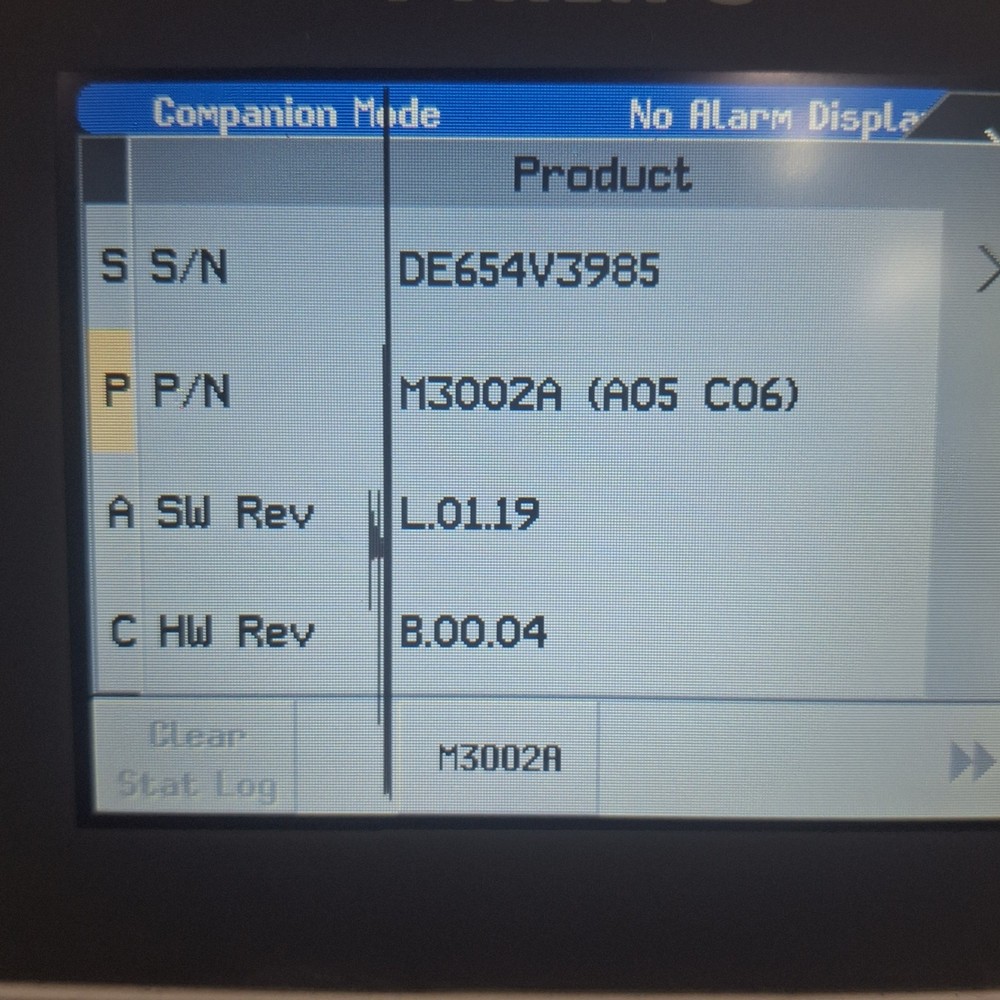 Companion Mode No Alarm
Product
S S/N DE654V3985
P P/N M3002A (A05 C06)
A SW Rev L.01.19
C HW Rev B.00.04
Clear
Stat Log
M3002A